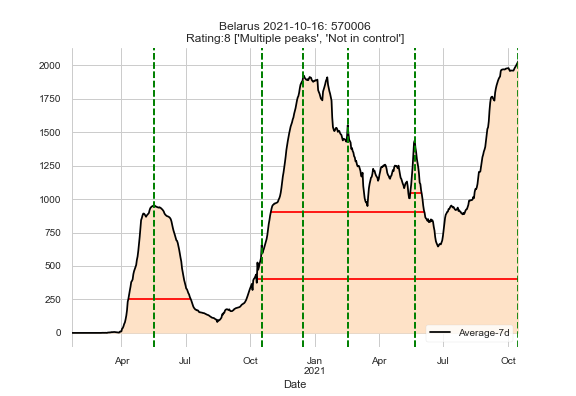 Belarus 2021-10-16: 570006
Rating:8 ['Multiple peaks', 'Not in control']
2000
1750
1500
1250
1000
750
500
250
0
Average-7d
Apr Jul Oct Jan Apr Jul Oct
2021
Date